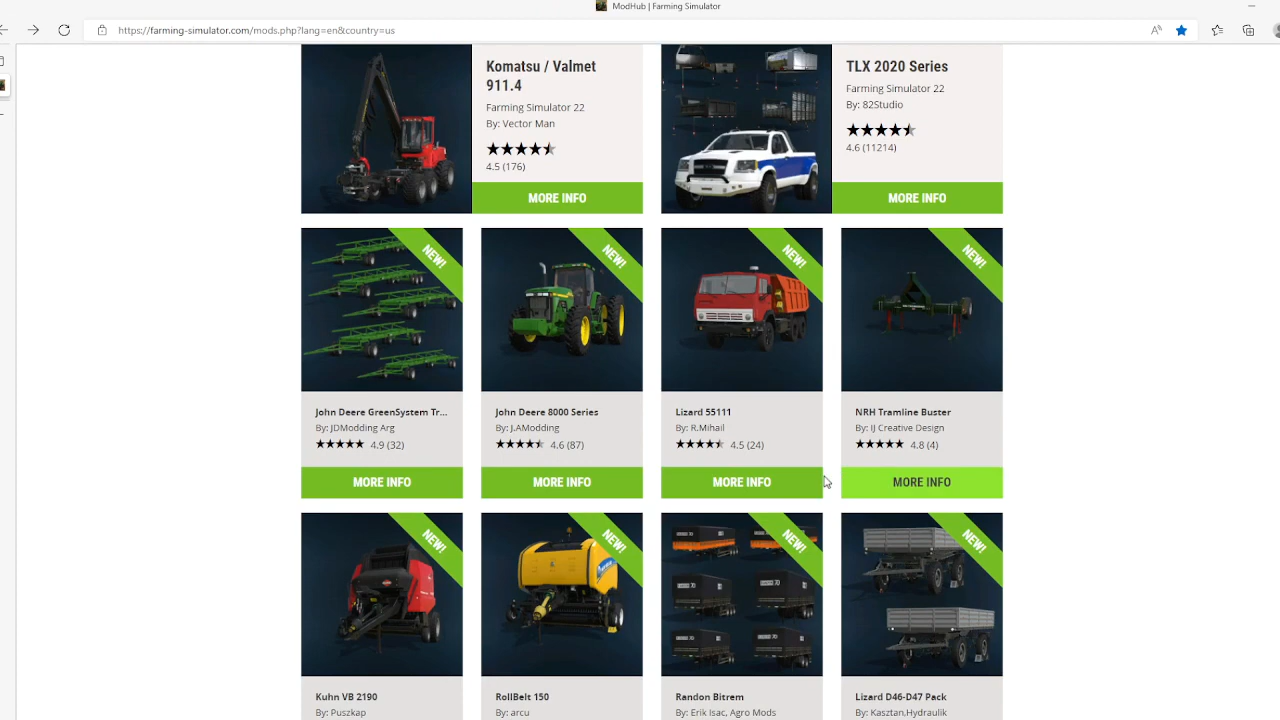 ModHub | Farming Simulator
https://farming-simulator.com/mods.php?lang=en&country=us
Komatsu / Valmet
911.4
Farming Simulator 22
By: Vector Man
4.5 (176)
MORE INFO
TLX 2020 Series
Farming Simulator 22
By: 82Studio
4.6 (11214)
MORE INFO
NEW!
NEW!
NEW!
NEW!
John Deere GreenSystem Tr...
By: JDModding Arg
4.9 (32)
MORE INFO
John Deere 8000 Series
By: J.AModding
4.6 (87)
MORE INFO
Lizard 55111
By: R.Mihail
4.5 (24)
MORE INFO
NRH Tramline Buster
By: IJ Creative Design
4.8 (4)
MORE INFO
NEW!
NEW!
NEW!
NEW!
Kuhn VB 2190
By: Puszkap
RollBelt 150
By: arcu
Randon Bitrem
By: Erik Isac, Agro Mods
Lizard D46-D47 Pack
By: Kasztan,Hydraulik